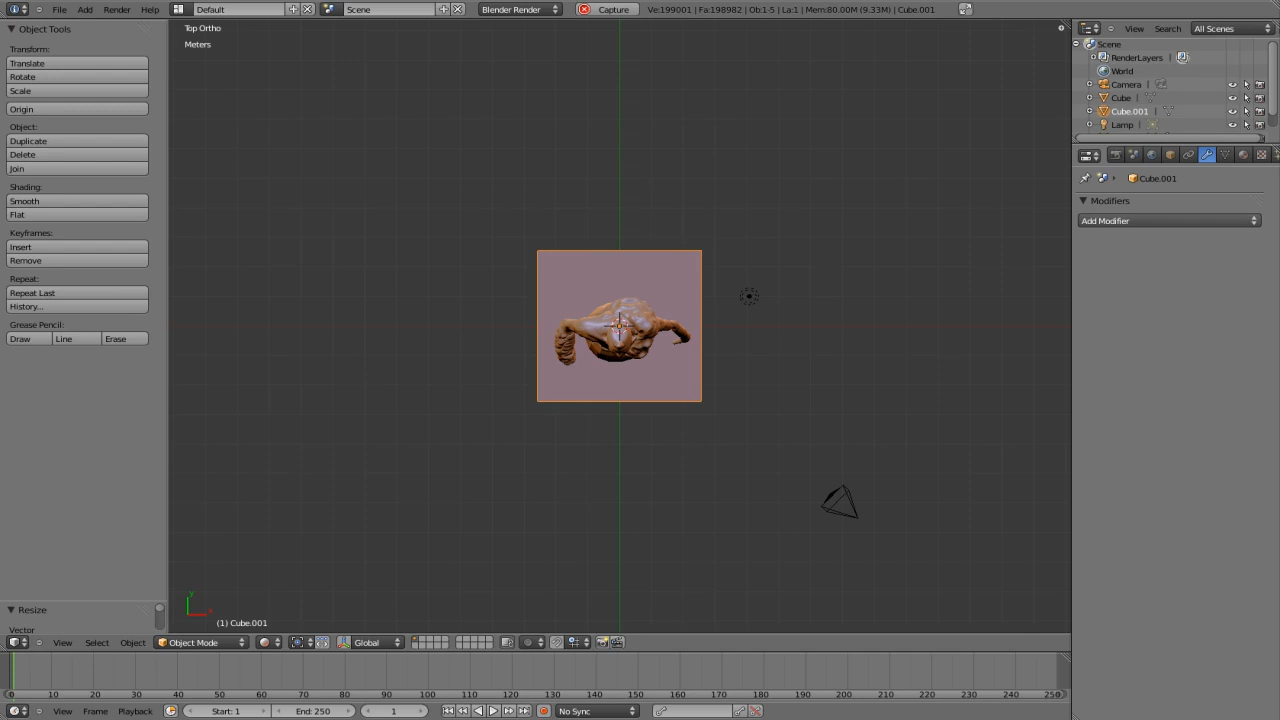 File Add Render Help Default Scene Blender Render Capture Ve:199001 | Fa:198982 | Ob:1-5 | La:1 | Mem:80.00M (9.33M) | Cube.001
Object Tools
Transform:
Translate
Rotate
Scale
Origin
Object:
Duplicate
Delete
Join
Shading:
Smooth
Flat
Keyframes:
Insert
Remove
Repeat:
Repeat Last
History...
Grease Pencil:
Draw Line Erase
Resize
Vector
Top Ortho
Meters
y
x
(1) Cube.001
View Search All Scenes
Scene
RenderLayers |
World
Camera |
Cube |
Cube.001 |
Lamp |
Cube.001
Modifiers
Add Modifier
View Select Object Object Mode Global
0 10 20 30 40 50 60 70 80 90 100 110 120 130 140 150 160 170 180 190 200 210 220 230 240 250
View Frame Playback Start: 1 End: 250 1 No Sync